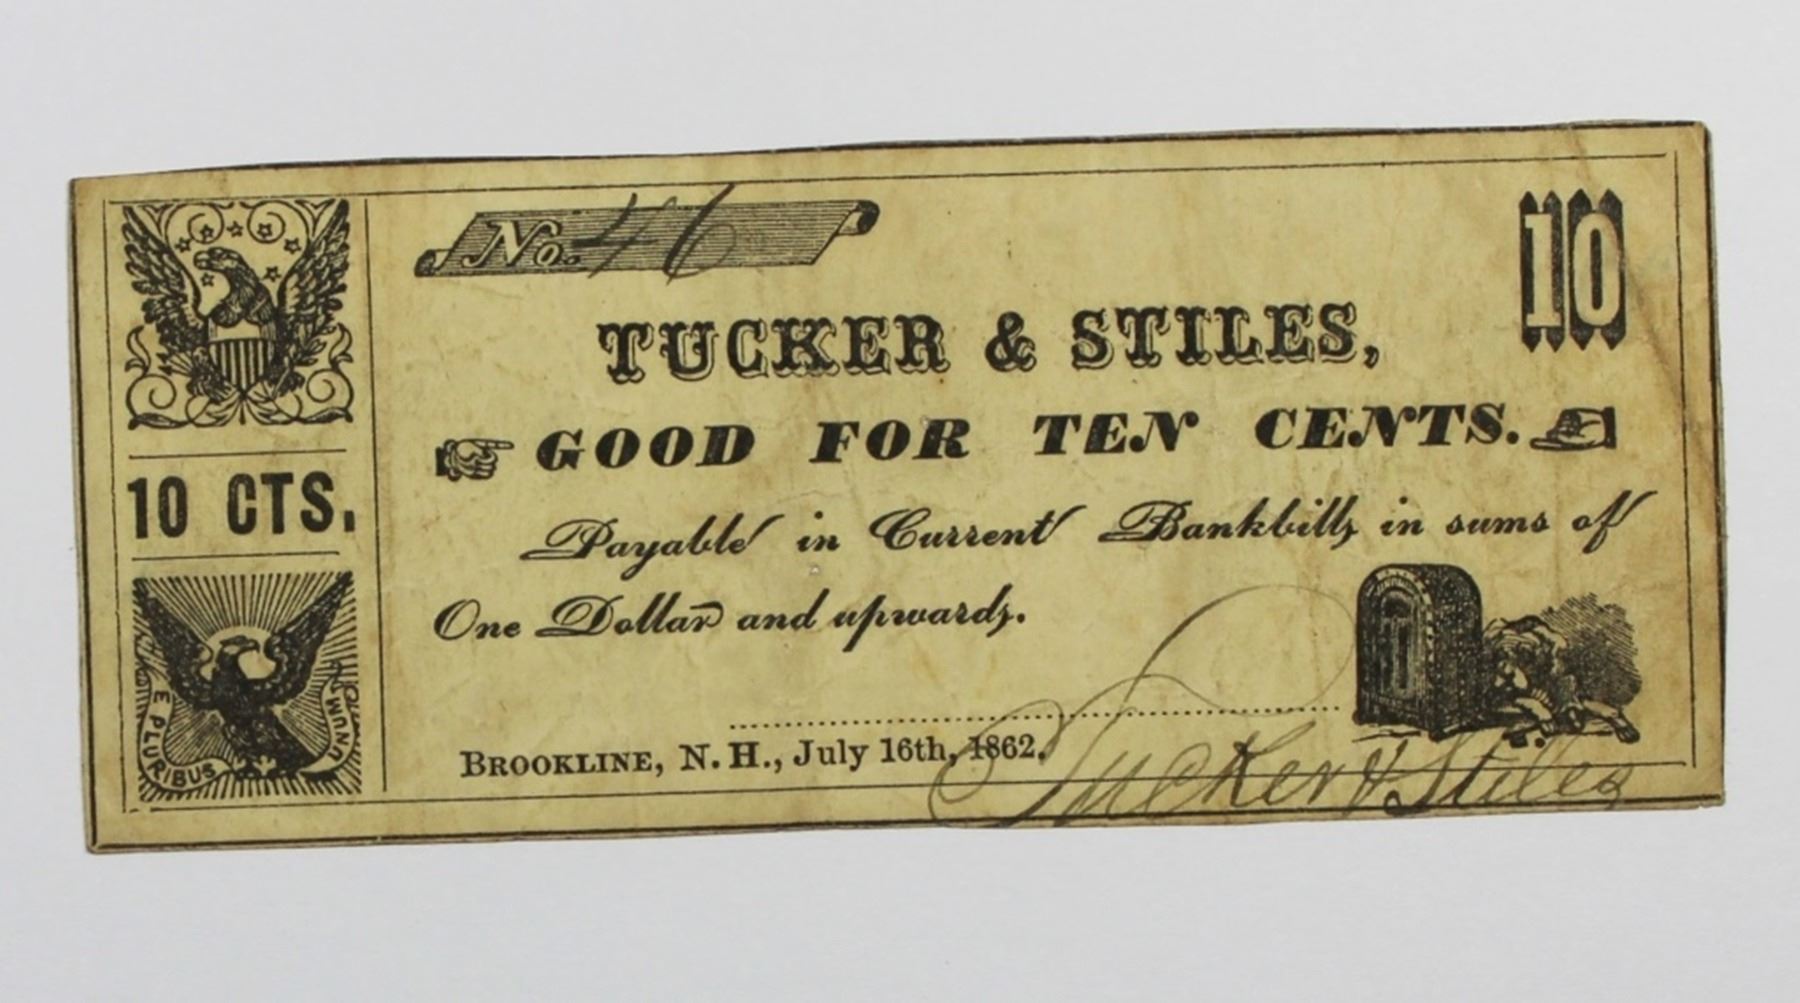 No. 46
10
TUCKER & STILES,
GOOD FOR TEN CENTS.
10 CTS.
Payable in Current Bankbills in sums of
One Dollar and upwards.
E PLURIBUS UNUM
BROOKLINE, N. H., July 16th, 1862.
Tucker & Stiles